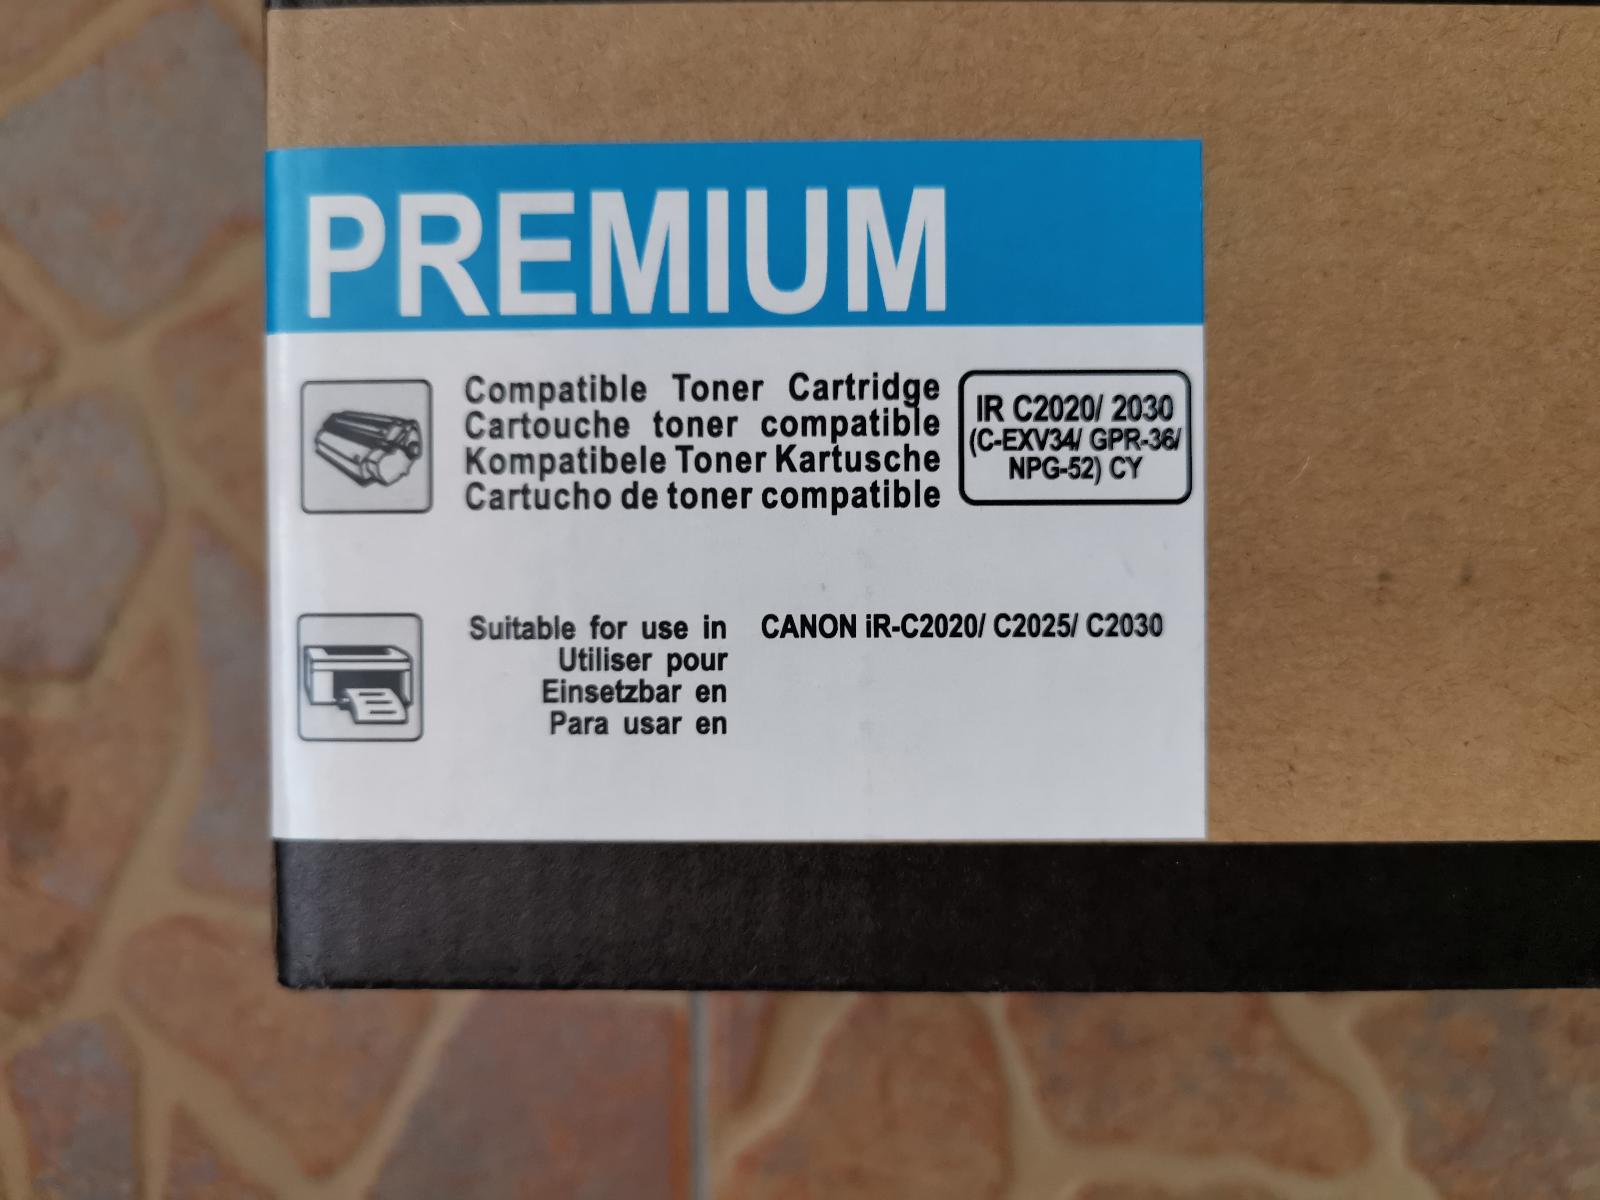 PREMIUM
Compatible Toner Cartridge
Cartouche toner compatible
Kompatibele Toner Kartusche
Cartucho de toner compatible
IR C2020/ 2030
(C-EXV34/ GPR-36/
NPG-52) CY
Suitable for use in CANON iR-C2020/ C2025/ C2030
Utiliser pour
Einsetzbar en
Para usar en